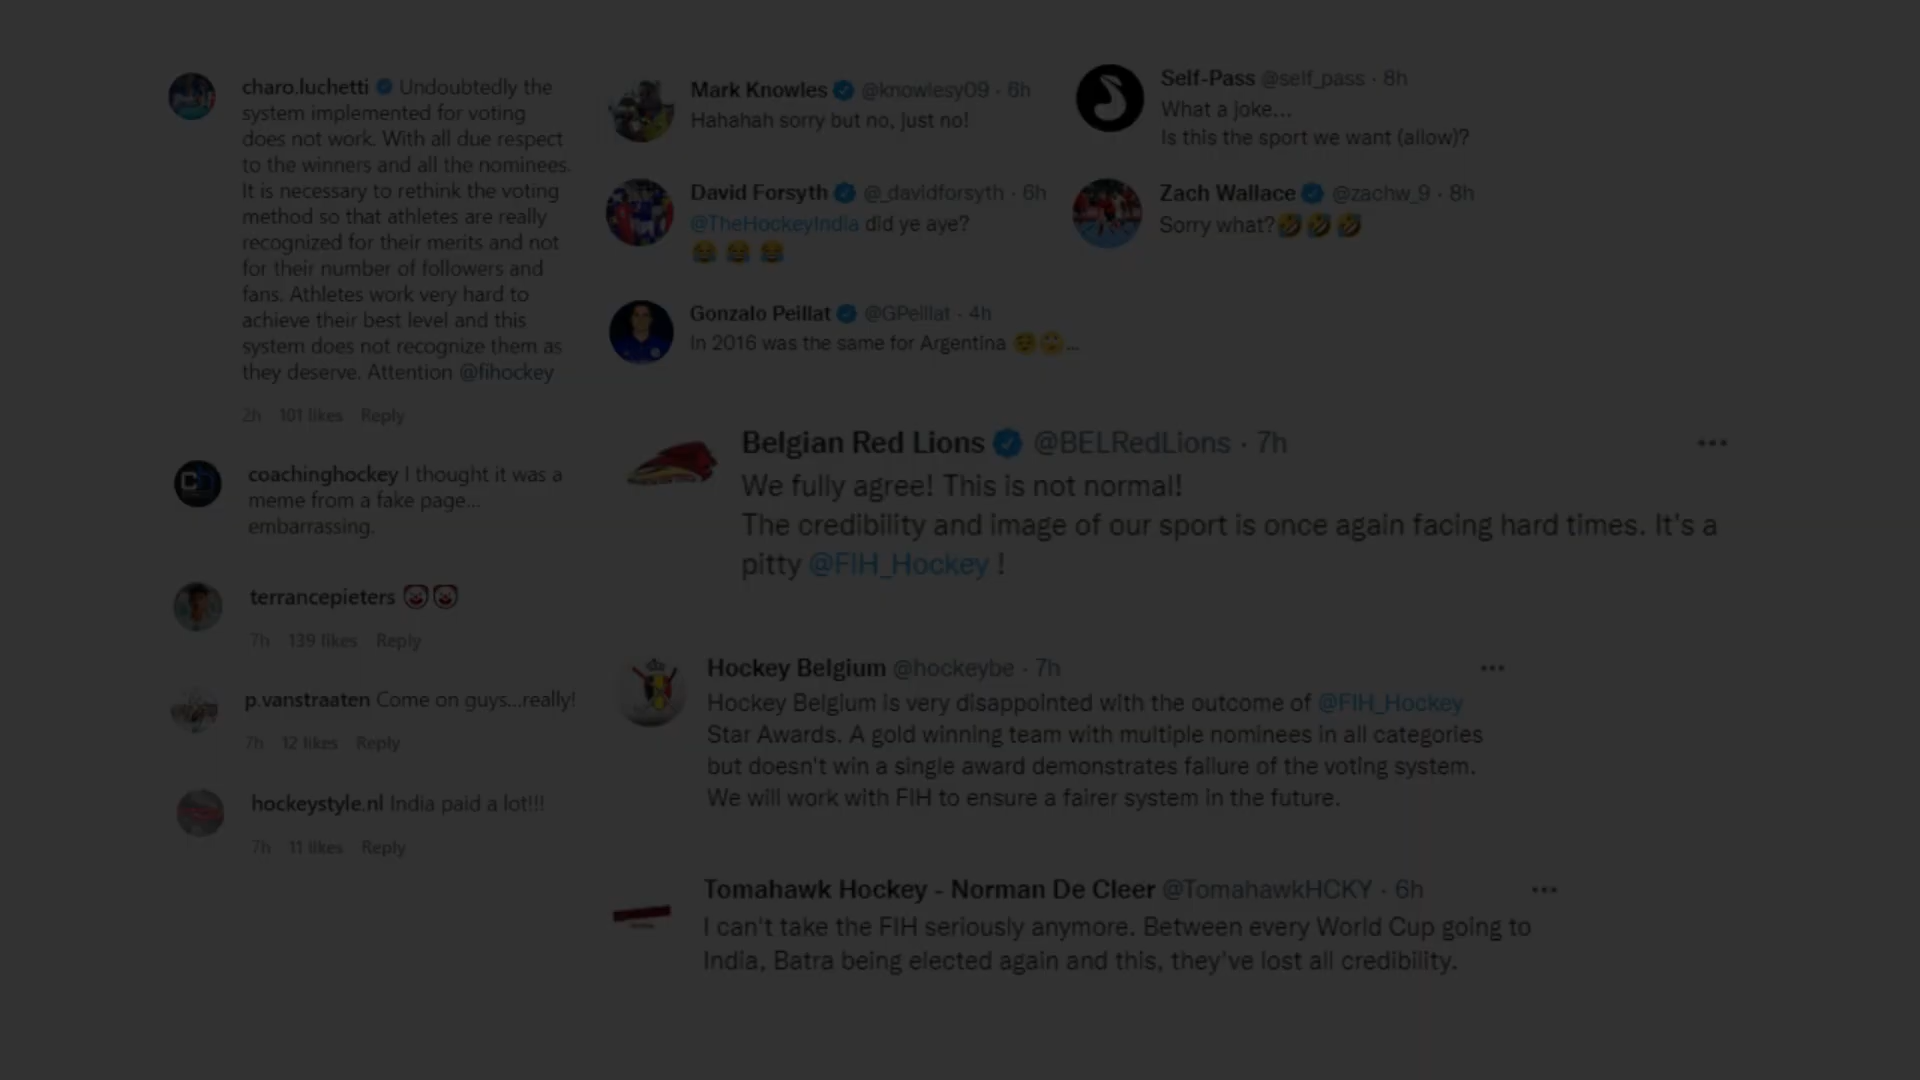 charo.luchetti Undoubtedly the
system implemented for voting
does not work. With all due respect
to the winners and all the nominees.
It is necessary to rethink the voting
method so that athletes are really
recognized for their merits and not
for their number of followers and
fans. Athletes work very hard to
achieve their best level and this
system does not recognize them as
they deserve. Attention @fihockey
2h 101 likes Reply
coachinghockey I thought it was a
meme from a fake page...
embarrassing.
terrancepieters 🤡🤡
7h 139 likes Reply
p.vanstraaten Come on guys...really!
7h 12 likes Reply
hockeystyle.nl India paid a lot!!!
7h 11 likes Reply
Mark Knowles @knowlesy09 · 6h
Hahahah sorry but no, just no!
David Forsyth @_davidforsyth · 6h
@TheHockeyIndia did ye aye?
😂 😂 😂
Gonzalo Peillat @GPeillat · 4h
In 2016 was the same for Argentina 🤣🙄...
Self-Pass @self_pass · 8h
What a joke...
Is this the sport we want (allow)?
Zach Wallace @zachw_9 · 8h
Sorry what?🤣🤣🤣
Belgian Red Lions @BELRedLions · 7h
We fully agree! This is not normal!
The credibility and image of our sport is once again facing hard times. It's a
pitty @FIH_Hockey !
Hockey Belgium @hockeybe · 7h
Hockey Belgium is very disappointed with the outcome of @FIH_Hockey
Star Awards. A gold winning team with multiple nominees in all categories
but doesn't win a single award demonstrates failure of the voting system.
We will work with FIH to ensure a fairer system in the future.
Tomahawk Hockey - Norman De Cleer @TomahawkHCKY · 6h
I can't take the FIH seriously anymore. Between every World Cup going to
India, Batra being elected again and this, they've lost all credibility.